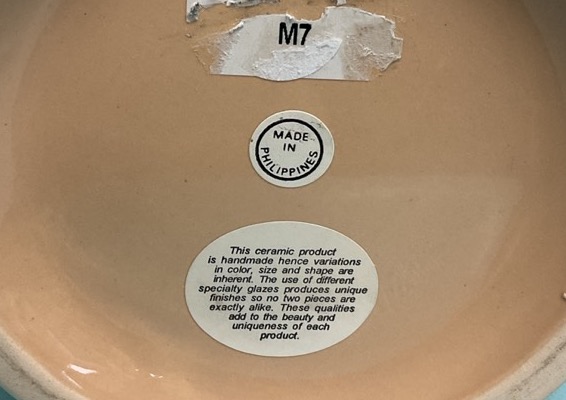 M7
MADE
IN
PHILIPPINES
This ceramic product
is handmade hence variations
in color, size and shape are
inherent. The use of different
specialty glazes produces unique
finishes so no two pieces are
exactly alike. These qualities
add to the beauty and
uniqueness of each
product.